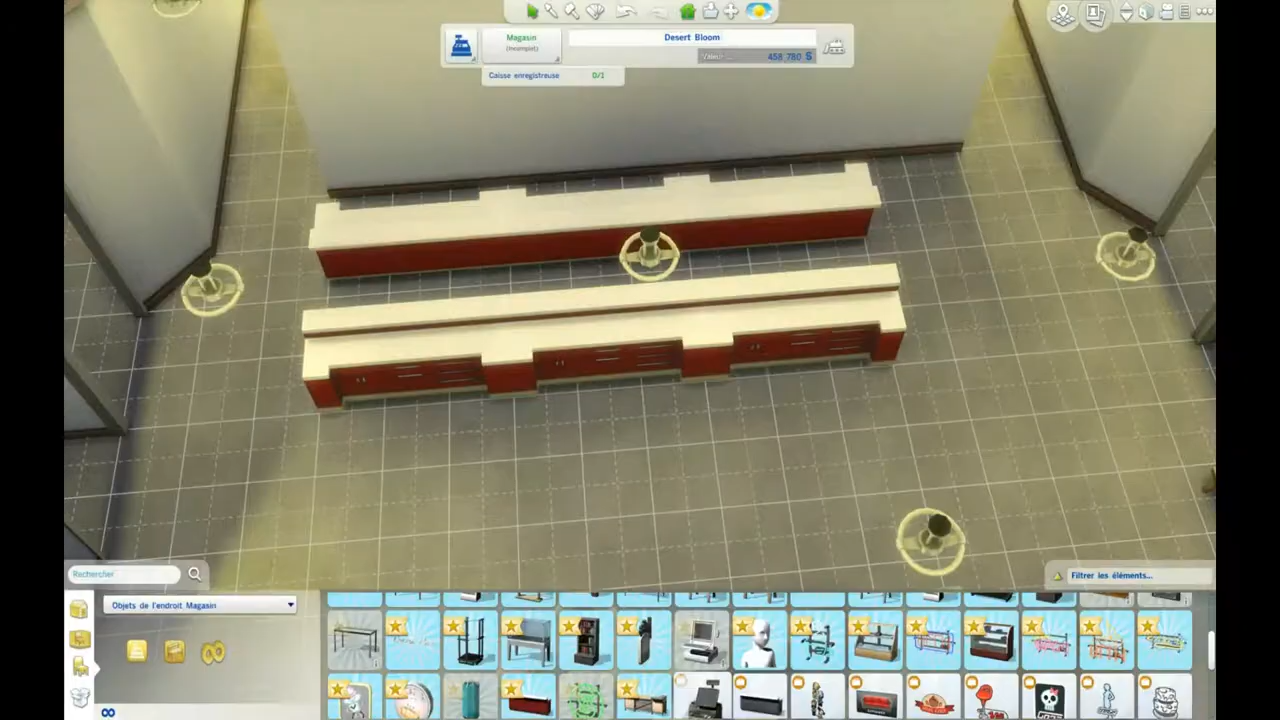 Magasin
(Incomplet)
Desert Bloom
Valeur :
458 780 §
Caisse enregistreuse 0/1
Rechercher
Filtrer les éléments...
Objets de l'endroit Magasin